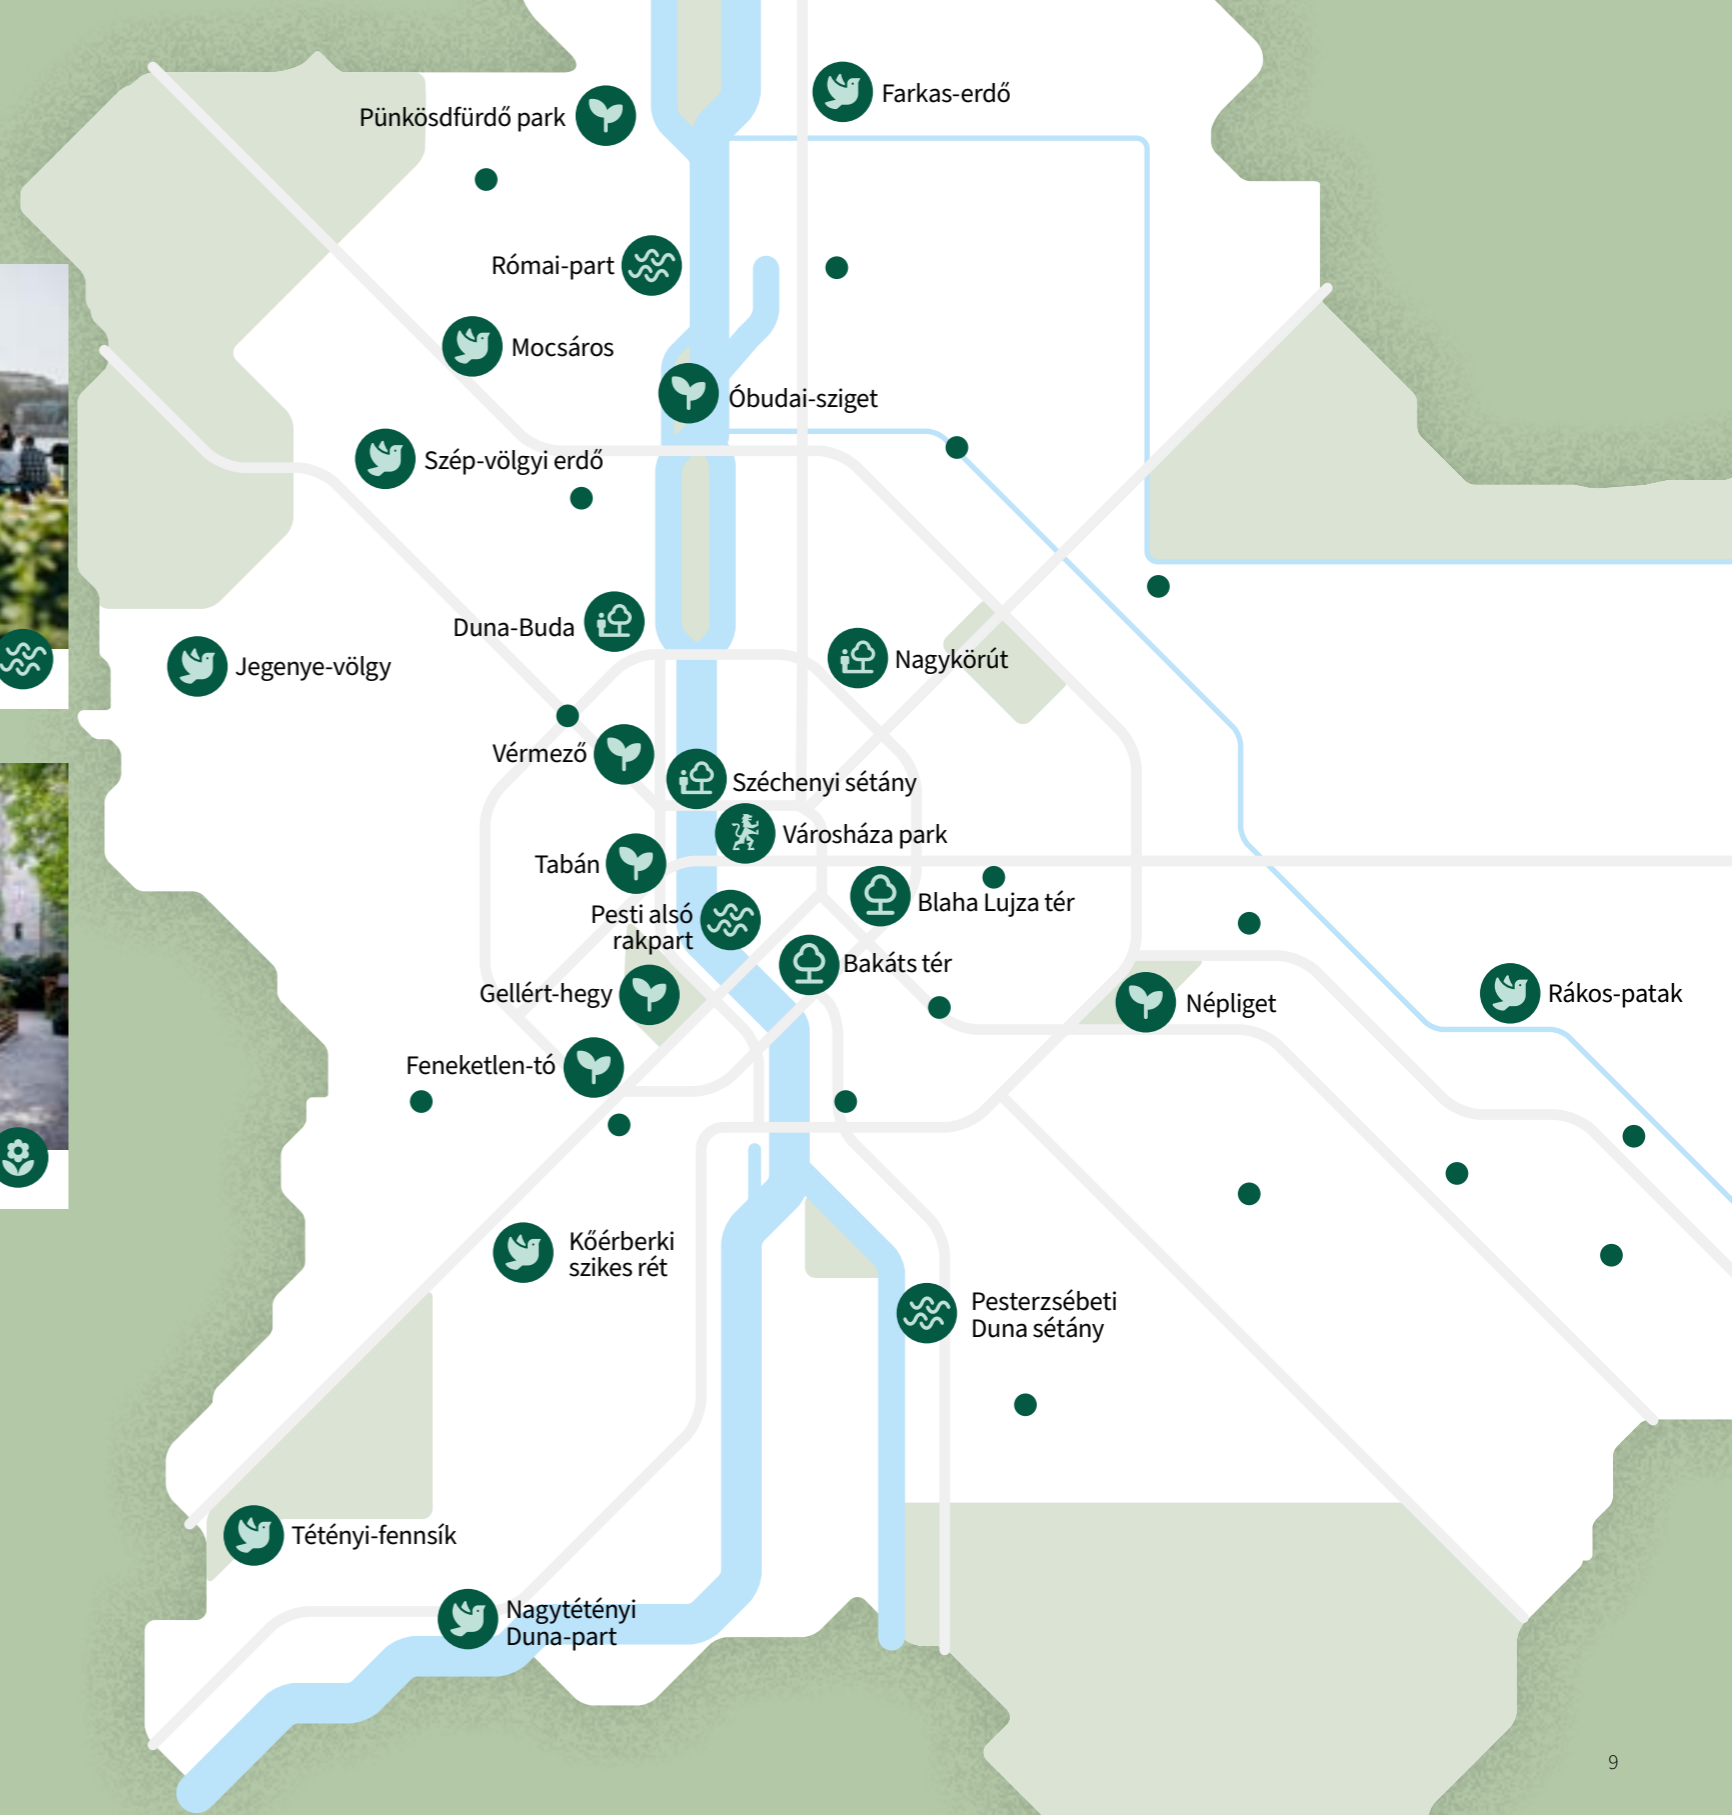 Farkas-erdő
Pünkösdfürdő park
Római-part
Mocsáros
Óbudai-sziget
Szép-völgyi erdő
Duna-Buda
Nagykörút
Jegenye-völgy
Vérmező
Széchenyi sétány
Városháza park
Tabán
Blaha Lujza tér
Pesti alsó
rakpart
Bakáts tér
Gellért-hegy
Népliget
Rákos-patak
Feneketlen-tó
Kőérberki
szikes rét
Pesterzsébeti
Duna sétány
Tétényi-fennsík
Nagytétényi
Duna-part
9